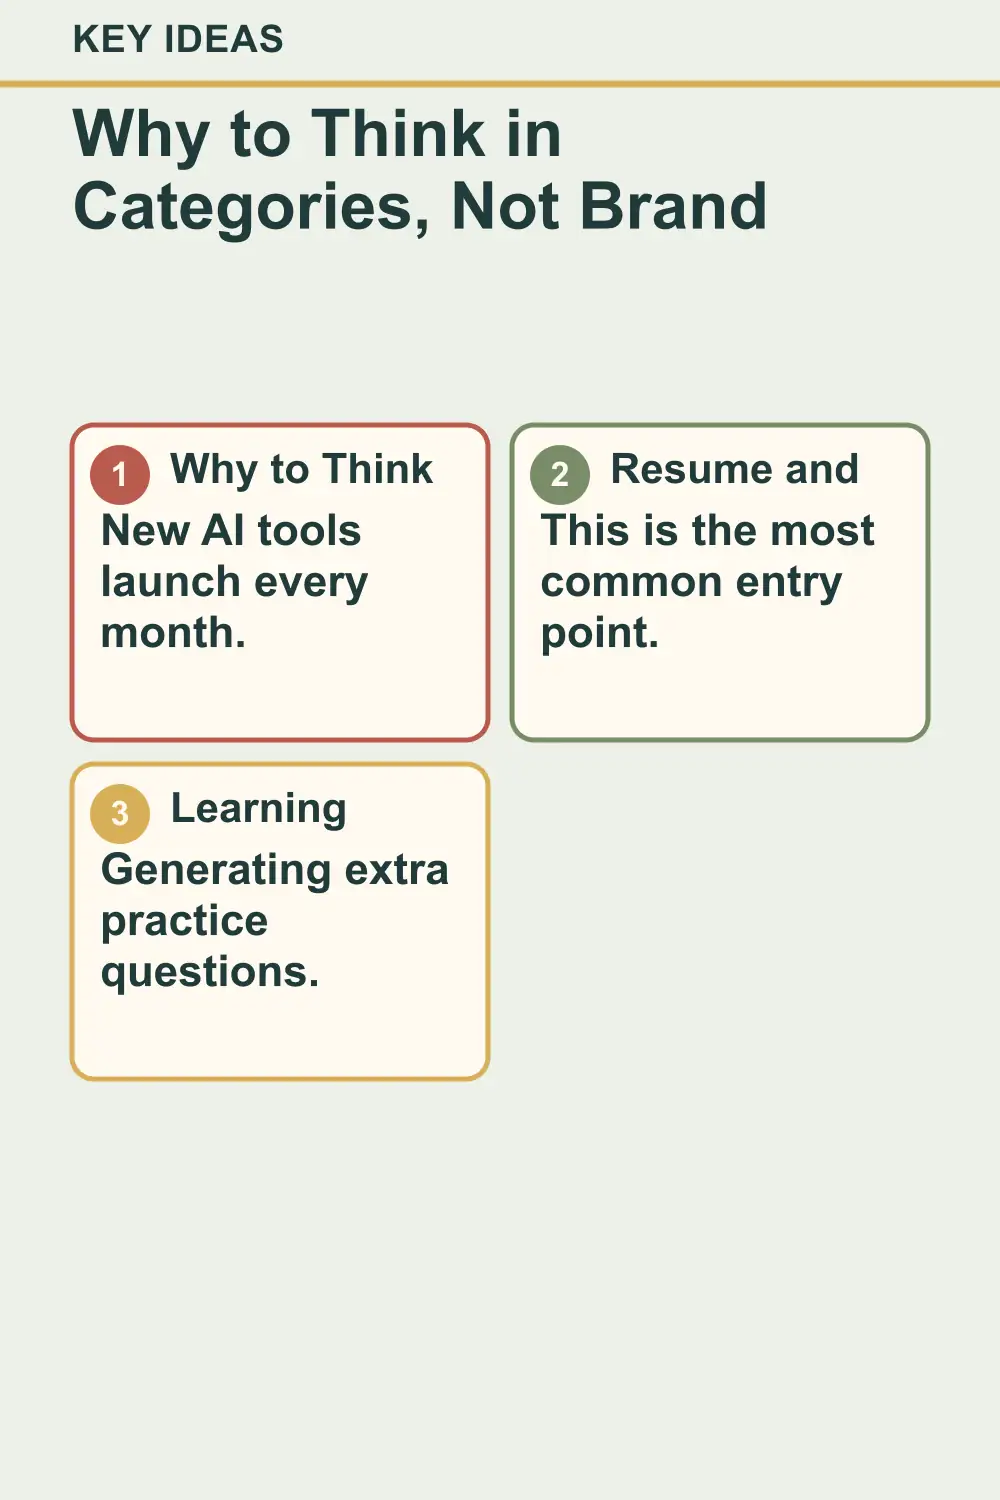 KEY IDEAS
Why to Think in
Categories, Not Brand
1 Why to Think
New AI tools
launch every
month.
2 Resume and
This is the most
common entry
point.
3 Learning
Generating extra
practice
questions.